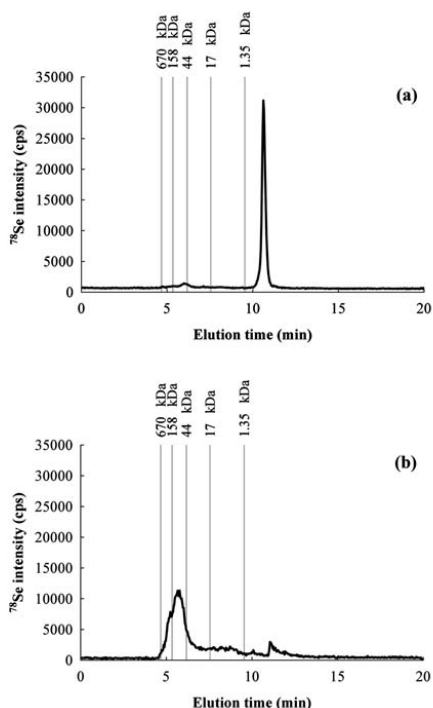 670 kDa
158 kDa
44 kDa
17 kDa
1.35 kDa
(a)
35000
30000
25000
20000
15000
10000
5000
0
⁷⁸Se intensity (cps)
0 5 10 15 20
Elution time (min)
670 kDa
158 kDa
44 kDa
17 kDa
1.35 kDa
(b)
35000
30000
25000
20000
15000
10000
5000
0
⁷⁸Se intensity (cps)
0 5 10 15 20
Elution time (min)